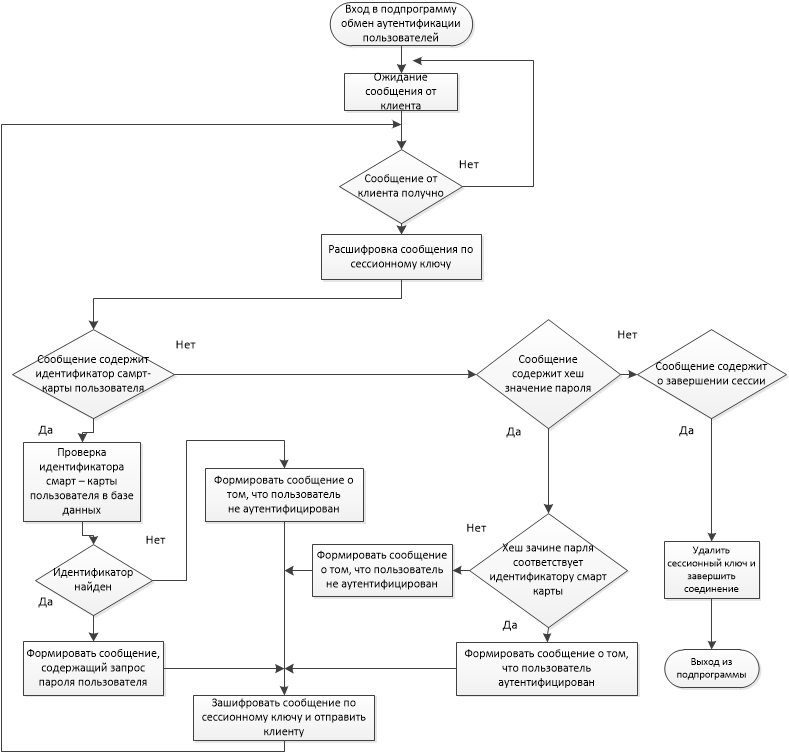 Вход в подпрограмму
обмен аутентификации
пользователей
Ожидание
сообщения от
клиента
Нет
Сообщение от
клиента получно
Расшифровка сообщения по
сессионному ключу
Нет
Сообщение содержит
идентификатор самрт-
карты пользователя
Сообщение
содержит хеш
значение пароля
Нет
Сообщение содержит
о завершении сессии
Да
Да
Да
Проверка
идентификатора
смарт – карты
пользователя в базе
данных
Формировать сообщение о
том, что пользователь
не аутентифицирован
Нет
Нет
Идентификатор
найден
Формировать сообщение
о том, что пользователь
не аутентифицирован
Хеш зачине парля
соответствует
идентификатору смарт
карты
Удалить
сессионный ключ и
завершить
соединение
Да
Да
Формировать сообщение,
содержащий запрос
пароля пользователя
Формировать сообщение о том,
что пользователь
аутентифицирован
Выход из
подпрограммы
Зашифровать сообщение по
сессионному ключу и отправить
клиенту